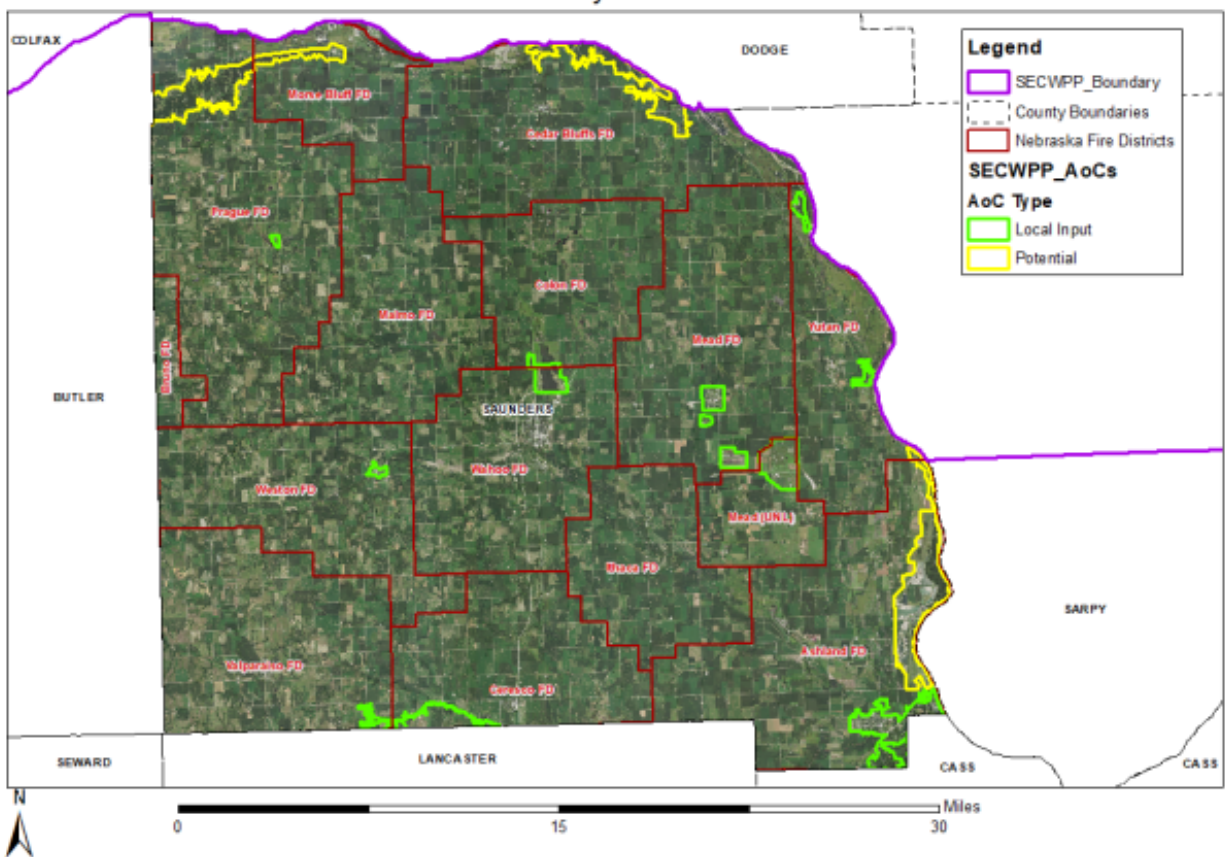 COLFAX
DODGE
Legend
SECWPP_Boundary
County Boundaries
Nebraska Fire Districts
SECWPP_AoCs
AoC Type
Local Input
Potential
Morse Bluff FD
Cedar Bluffs FD
Prague FD
Colon FD
Malmo FD
Mead FD
Yutan FD
Bruno FD
BUTLER
SAUNDERS
Wahoo FD
Weston FD
Mead (UNL)
Ithaca FD
SARPY
Ashland FD
Valparaiso FD
Ceresco FD
SEWARD
LANCASTER
CASS
CASS
N
Miles
0
15
30